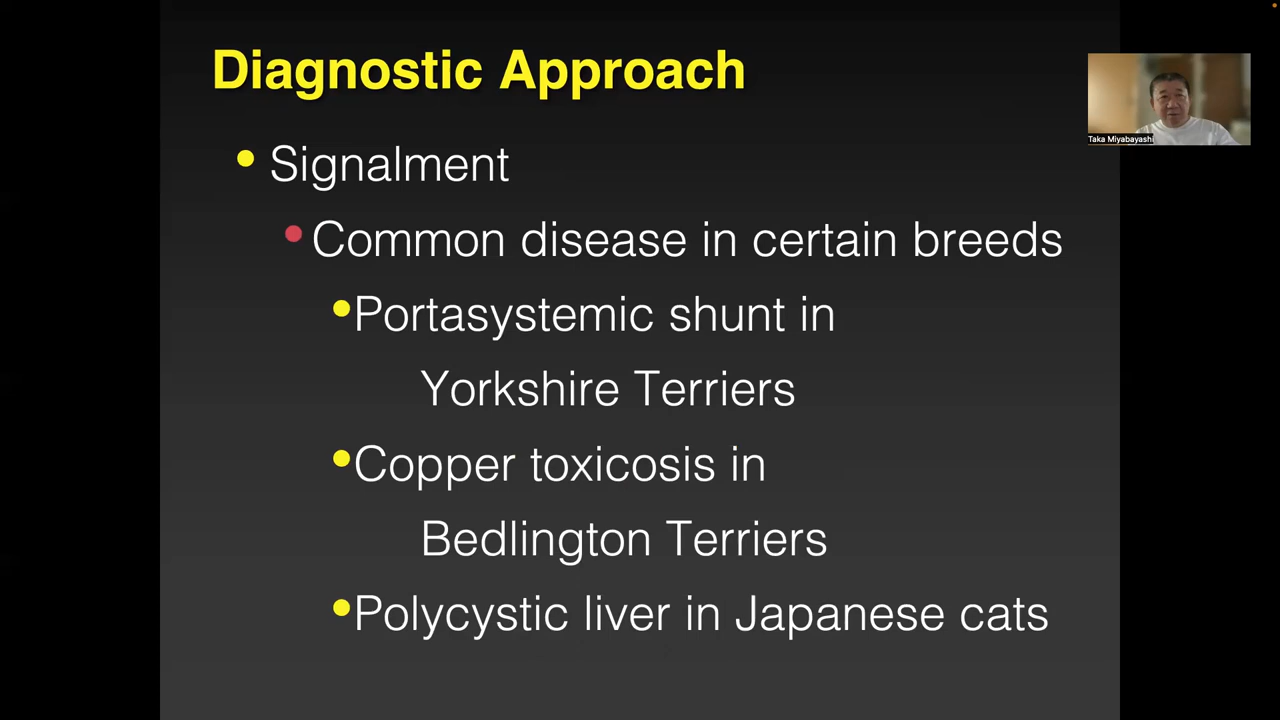 Diagnostic Approach
• Signalment
• Common disease in certain breeds
•Portasystemic shunt in
Yorkshire Terriers
•Copper toxicosis in
Bedlington Terriers
•Polycystic liver in Japanese cats
Taka Miyabayashi